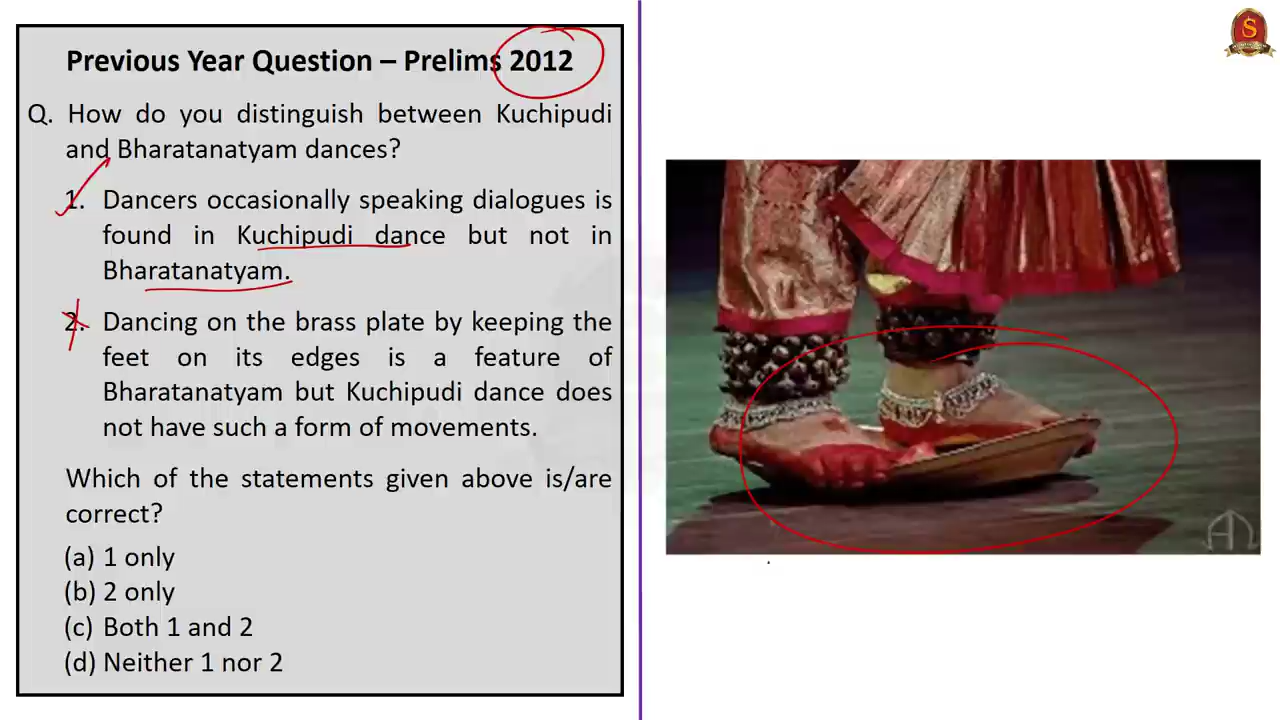 Previous Year Question – Prelims 2012
Q. How do you distinguish between Kuchipudi
and Bharatanatyam dances?
1. Dancers occasionally speaking dialogues is
found in Kuchipudi dance but not in
Bharatanatyam.
2. Dancing on the brass plate by keeping the
feet on its edges is a feature of
Bharatanatyam but Kuchipudi dance does
not have such a form of movements.
Which of the statements given above is/are
correct?
(a) 1 only
(b) 2 only
(c) Both 1 and 2
(d) Neither 1 nor 2
S